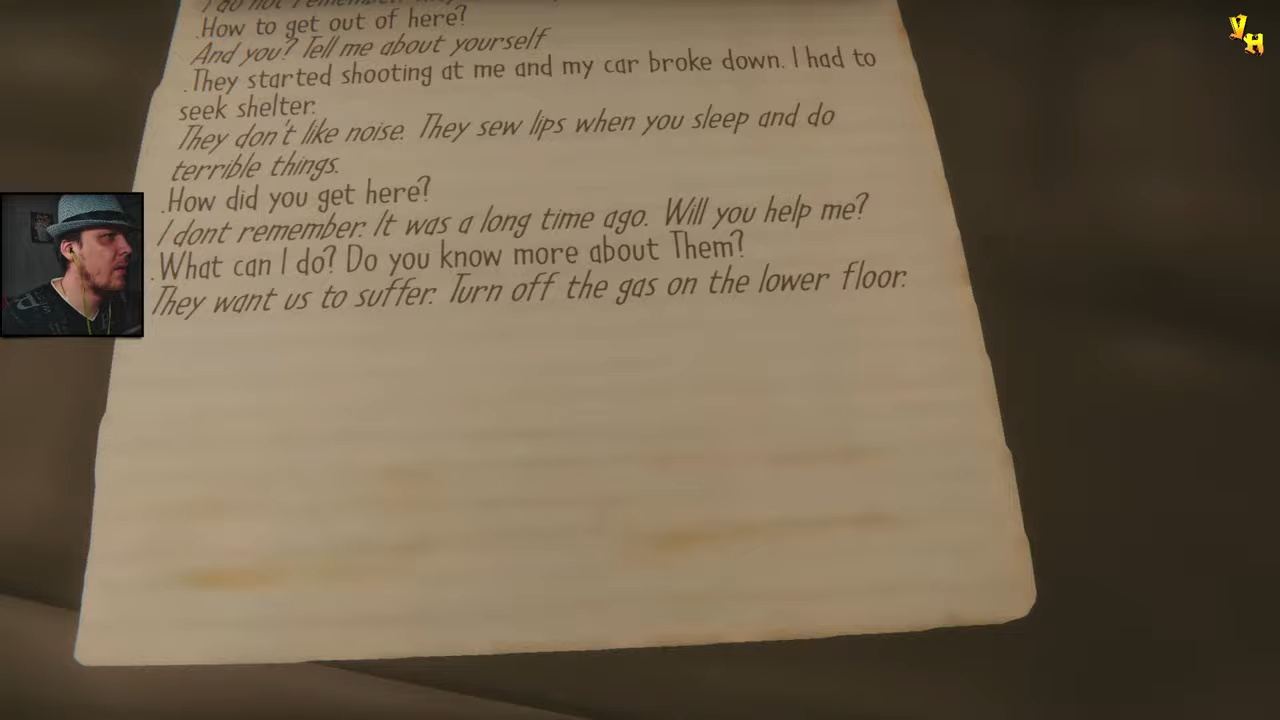 I do not remember.
.How to get out of here?
And you? Tell me about yourself
.They started shooting at me and my car broke down. I had to
seek shelter.
They don't like noise. They sew lips when you sleep and do
terrible things.
.How did you get here?
I dont remember. It was a long time ago. Will you help me?
.What can I do? Do you know more about Them?
They want us to suffer. Turn off the gas on the lower floor.
VH